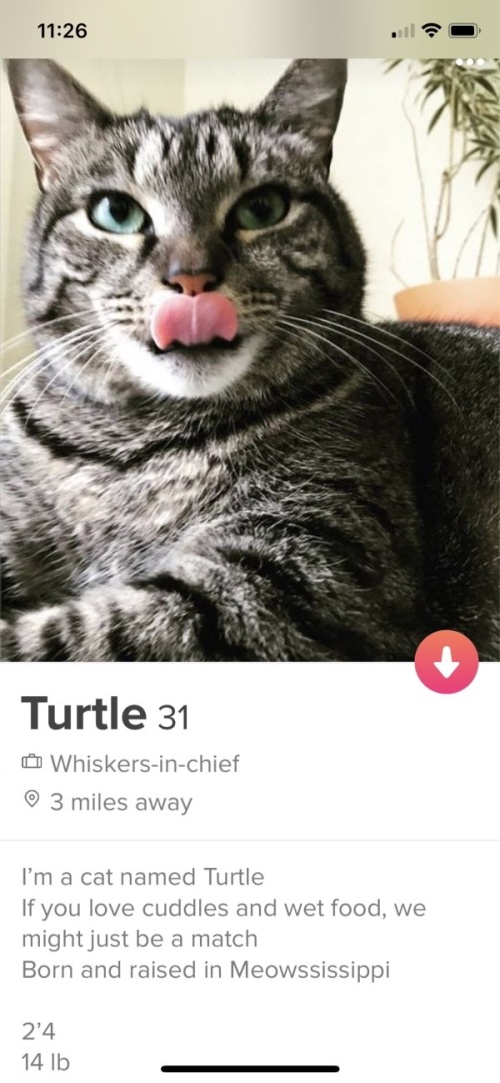 11:26
Turtle 31
Whiskers-in-chief
3 miles away
I’m a cat named Turtle
If you love cuddles and wet food, we
might just be a match
Born and raised in Meowssissippi
2’4
14 lb